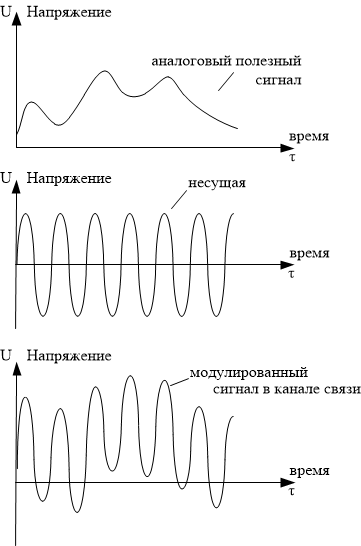 U Напряжение
аналоговый полезный
сигнал
время
τ
U Напряжение
несущая
время
τ
U Напряжение
модулированный
сигнал в канале связи
время
τ